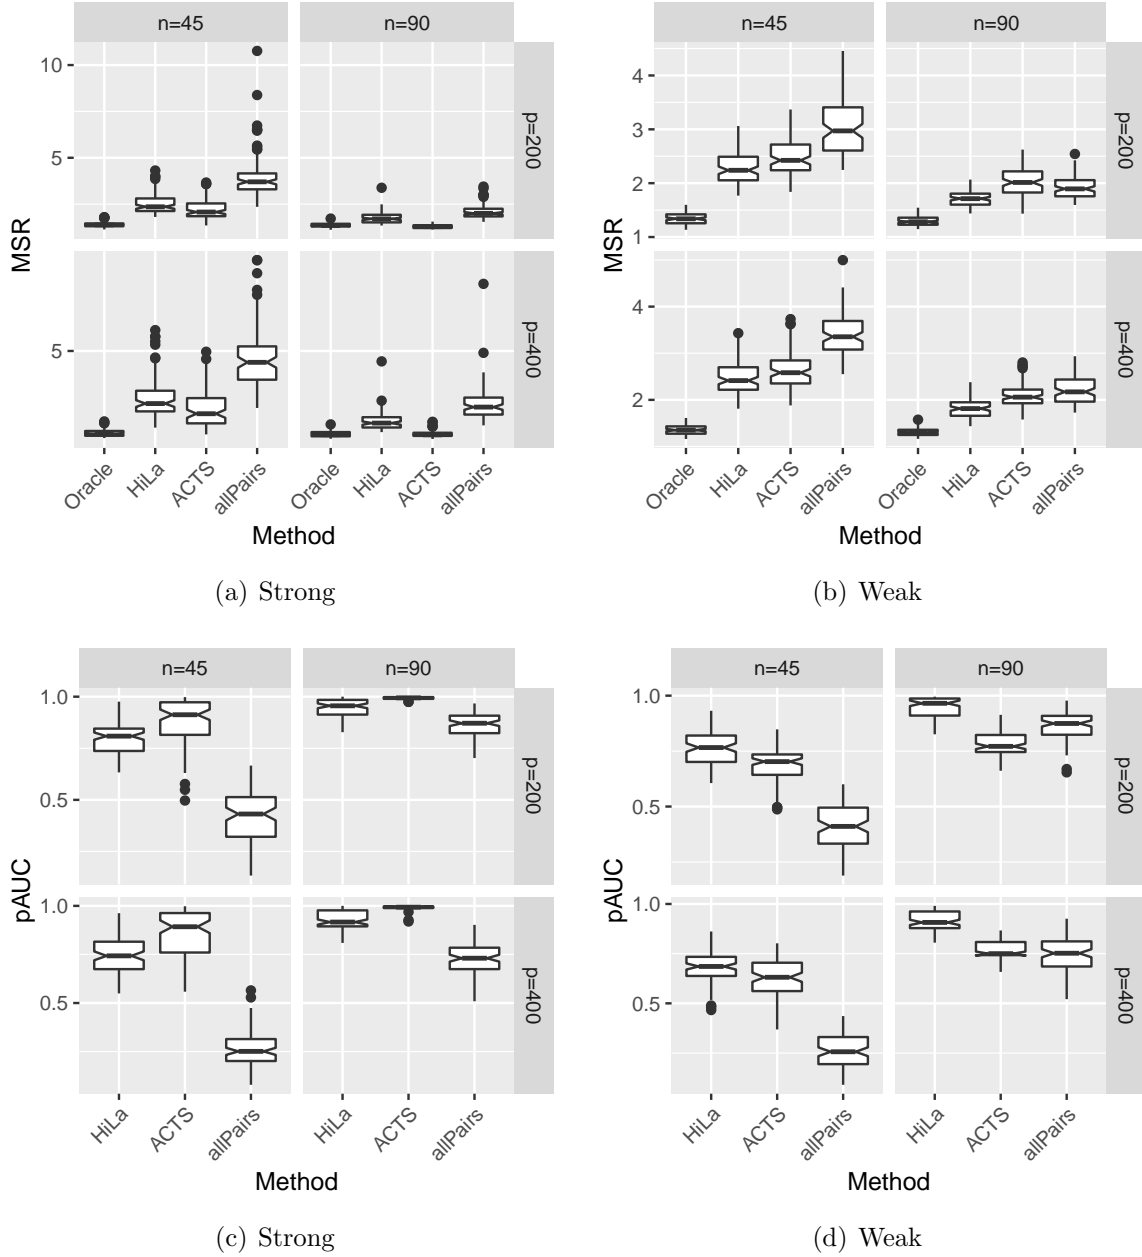 n=45
n=90
10
5
p=200
MSR
5
p=400
Oracle
HiLa
ACTS
allPairs
Oracle
HiLa
ACTS
allPairs
Method
(a) Strong
n=45
n=90
4
3
2
1
p=200
MSR
4
2
p=400
Oracle
HiLa
ACTS
allPairs
Oracle
HiLa
ACTS
allPairs
Method
(b) Weak
n=45
n=90
1.0
0.5
p=200
pAUC
1.0
0.5
p=400
HiLa
ACTS
allPairs
HiLa
ACTS
allPairs
Method
(c) Strong
n=45
n=90
1.0
0.5
p=200
pAUC
1.0
0.5
p=400
HiLa
ACTS
allPairs
HiLa
ACTS
allPairs
Method
(d) Weak